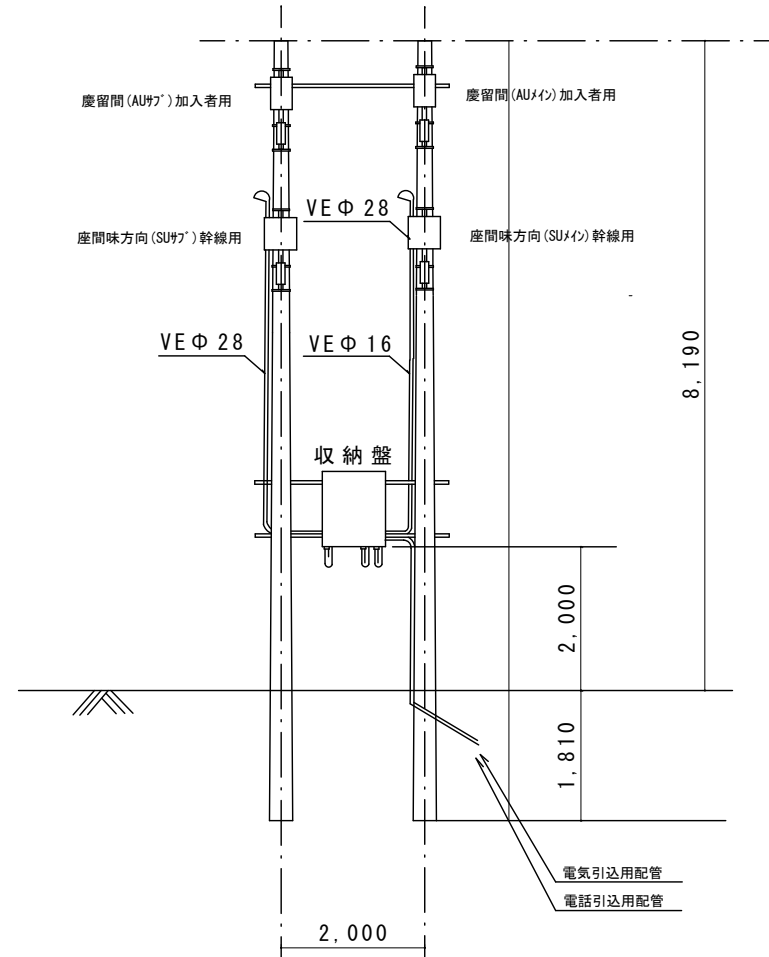 慶留間(AUｻﾌﾞ)加入者用
慶留間(AUﾒｲﾝ)加入者用
VEΦ28
座間味方向(SUｻﾌﾞ)幹線用
座間味方向(SUﾒｲﾝ)幹線用
VEΦ28
VEΦ16
8,190
収納盤
2,000
1,810
電気引込用配管
電話引込用配管
2,000